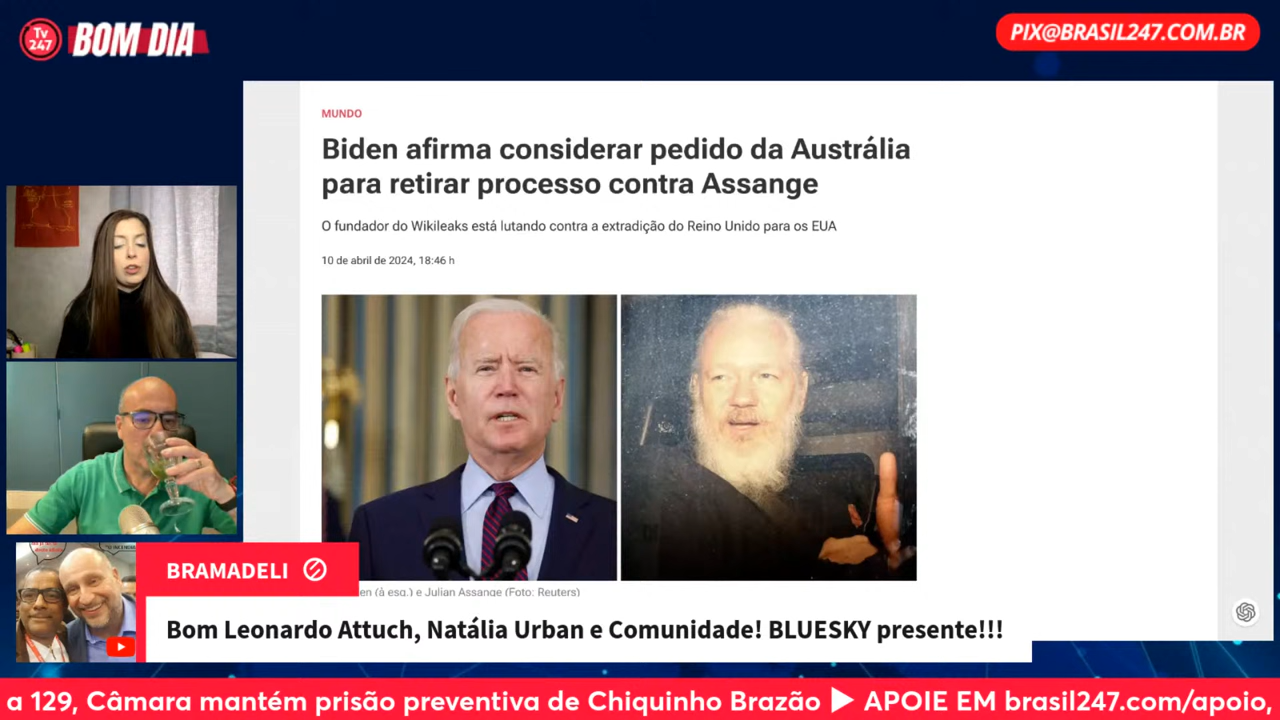 Tv 247 BOM DIA
PIX@BRASIL247.COM.BR
MUNDO
Biden afirma considerar pedido da Austrália
para retirar processo contra Assange
O fundador do Wikileaks está lutando contra a extradição do Reino Unido para os EUA
10 de abril de 2024, 18:46 h
en (à esq.) e Julian Assange (Foto: Reuters)
BRAMADELI
Bom Leonardo Attuch, Natália Urban e Comunidade! BLUESKY presente!!!
a 129, Câmara mantém prisão preventiva de Chiquinho Brazão ▶ APOIE EM brasil247.com/apoio,